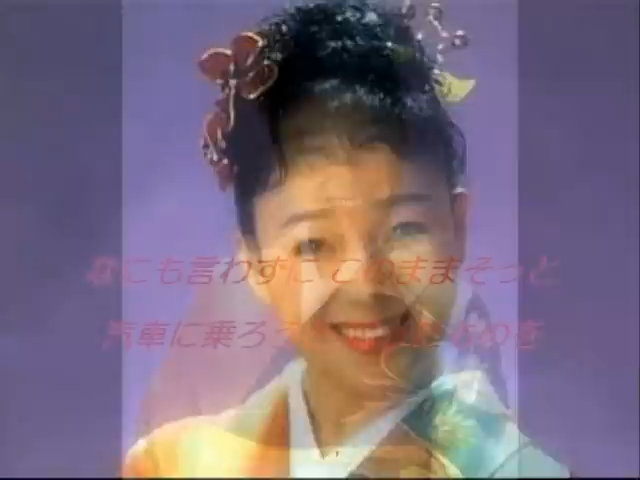 なにも言わずに このままそっと
汽車に乗ろう